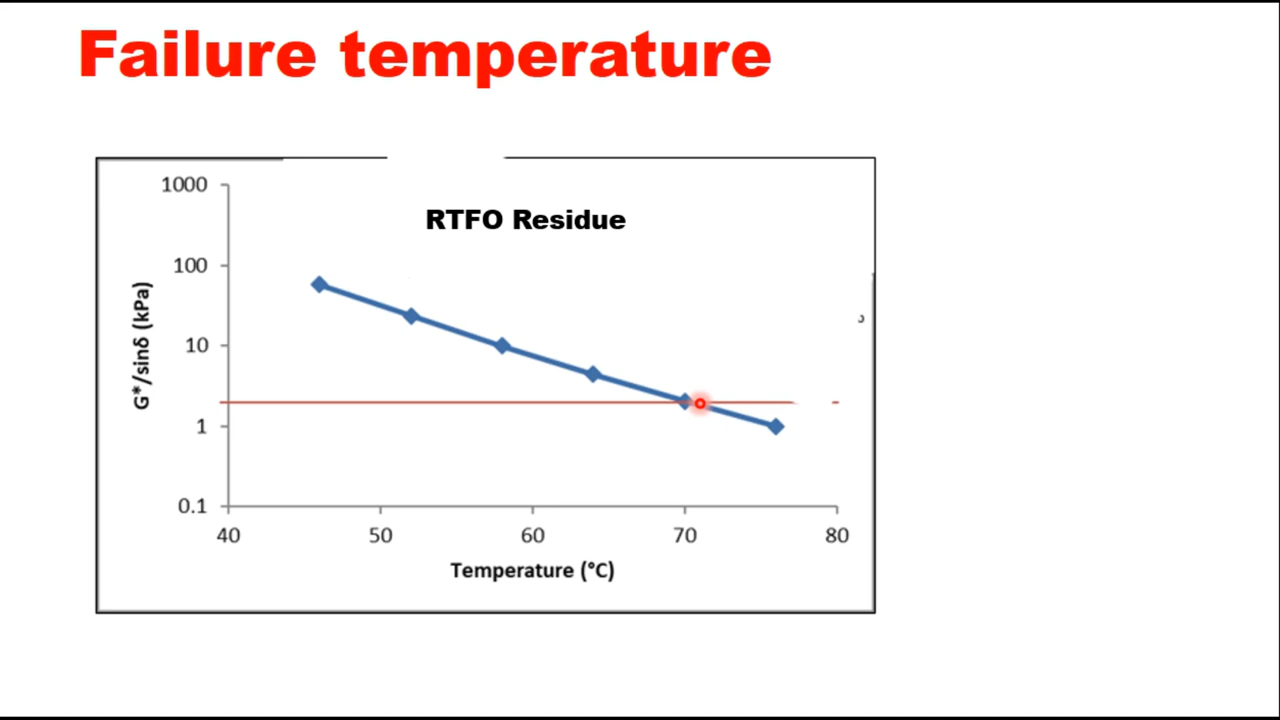 Failure temperature
RTFO Residue
G*/sinδ (kPa)
1000
100
10
1
0.1
40 50 60 70 80
Temperature (°C)